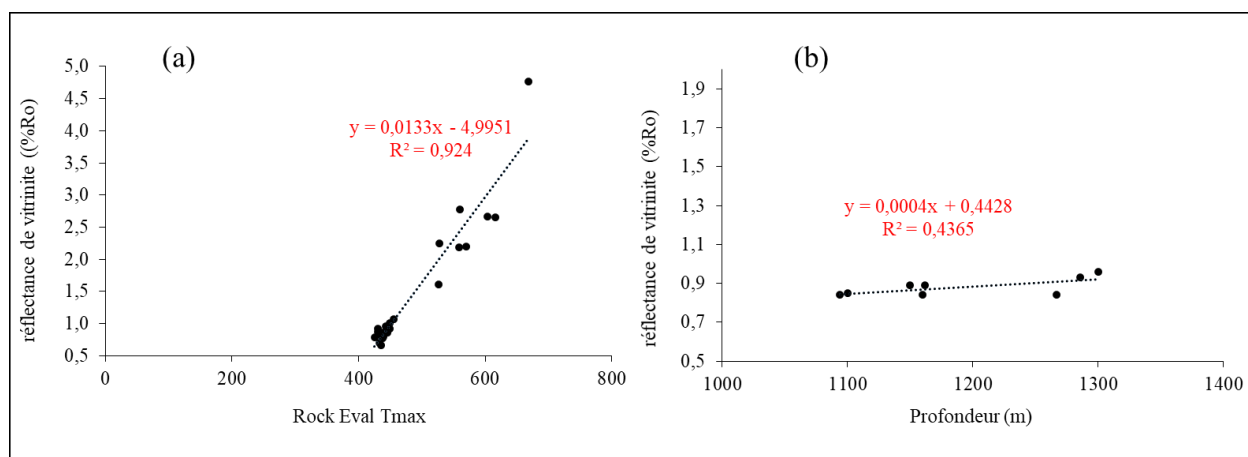 (a)
réflectance de vitrinite ((%Ro)
5,0
4,5
4,0
3,5
3,0
2,5
2,0
1,5
1,0
0,5
y = 0,0133x - 4,9951
R² = 0,924
0
200
400
600
800
Rock Eval Tmax
(b)
réflectance de vitrinite (%Ro)
1,9
1,7
1,5
1,3
1,1
0,9
0,7
0,5
y = 0,0004x + 0,4428
R² = 0,4365
1000
1100
1200
1300
1400
Profondeur (m)